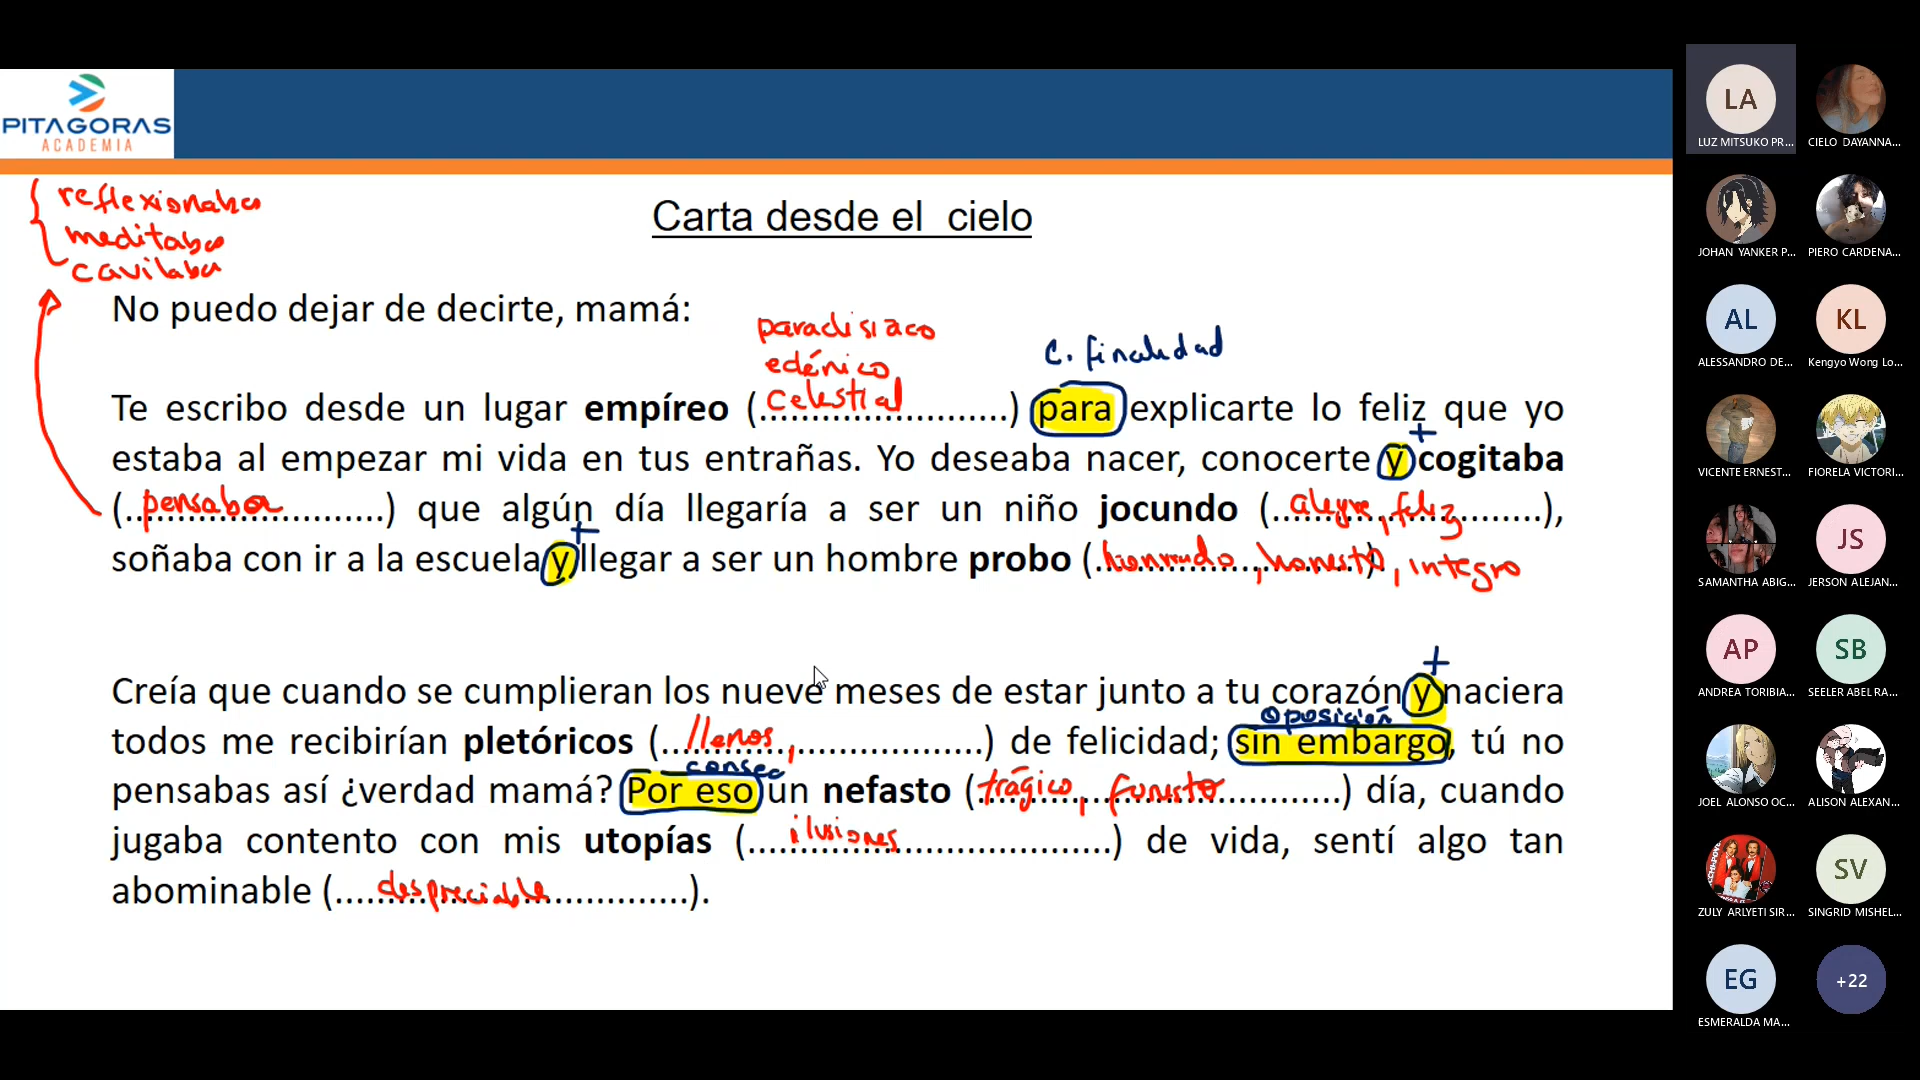 PITAGORAS
ACADEMIA
reflexionaba
meditaba
cavilaba
Carta desde el cielo
No puedo dejar de decirte, mamá:
paradisiaco
edénico
celestial
c. finalidad
Te escribo desde un lugar empíreo (........................) para explicarte lo feliz que yo
+
estaba al empezar mi vida en tus entrañas. Yo deseaba nacer, conocerte y cogitaba
(pensaba........................) que algún día llegaría a ser un niño jocundo (alegre, feliz........................),
+
soñaba con ir a la escuela y llegar a ser un hombre probo (honrado, honesto, integro........................).
+
Creía que cuando se cumplieran los nueve meses de estar junto a tu corazón y naciera
oposición
todos me recibirían pletóricos (llenos, ..............................) de felicidad; sin embargo, tú no
consec
pensabas así ¿verdad mamá? Por eso un nefasto (trágico, funesto..............................) día, cuando
jugaba contento con mis utopías (ilusiones..............................) de vida, sentí algo tan
abominable (despreciable..............................).
LA
LUZ MITSUKO PR...
CIELO DAYANNA...
JOHAN YANKER P...
PIERO CARDENA...
AL
ALESSANDRO DE...
KL
Kengyo Wong Lo...
VICENTE ERNEST...
FIORELA VICTORI...
SAMANTHA ABIG...
JS
JERSON ALEJAN...
AP
ANDREA TORIBIA...
SB
SEELER ABEL RA...
JOEL ALONSO OC...
ALISON ALEXAN...
ZULY ARLYETI SIR...
SV
SINGRID MISHEL...
EG
ESMERALDA MA...
+22